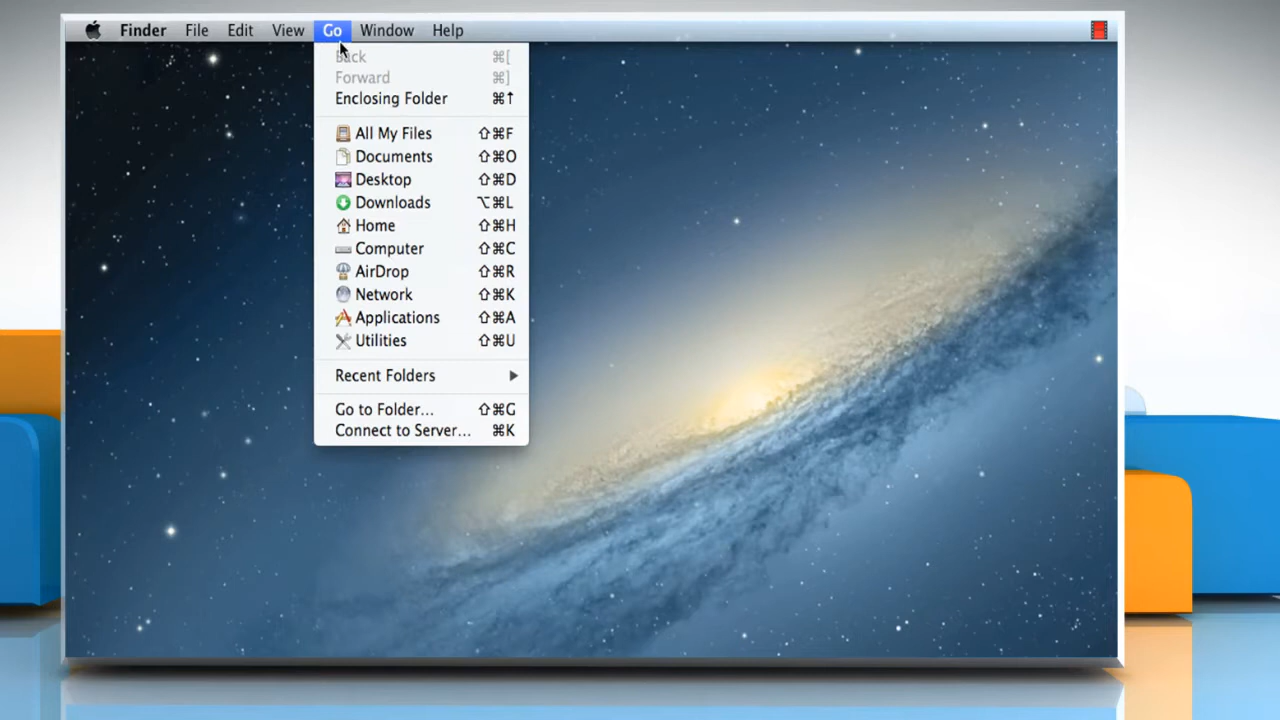 Finder File Edit View Go Window Help
Back ⌘[
Forward ⌘]
Enclosing Folder ⌘↑
All My Files ⇧⌘F
Documents ⇧⌘O
Desktop ⇧⌘D
Downloads ⌥⌘L
Home ⇧⌘H
Computer ⇧⌘C
AirDrop ⇧⌘R
Network ⇧⌘K
Applications ⇧⌘A
Utilities ⇧⌘U
Recent Folders
Go to Folder... ⇧⌘G
Connect to Server... ⌘K